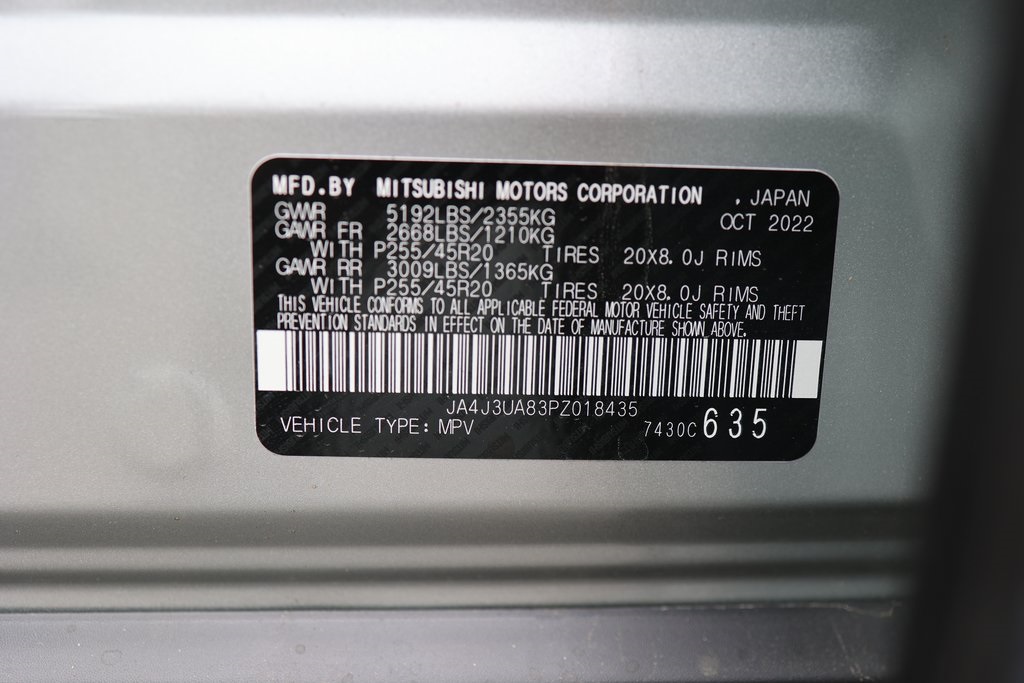 MFD.BY MITSUBISHI MOTORS CORPORATION . JAPAN
GVWR 5192LBS/2355KG OCT 2022
GAWR FR 2668LBS/1210KG
WITH P255/45R20 TIRES 20X8.0J RIMS
GAWR RR 3009LBS/1365KG
WITH P255/45R20 TIRES 20X8.0J RIMS
THIS VEHICLE CONFORMS TO ALL APPLICABLE FEDERAL MOTOR VEHICLE SAFETY AND THEFT
PREVENTION STANDARDS IN EFFECT ON THE DATE OF MANUFACTURE SHOWN ABOVE.
JA4J3UA83PZ018435
VEHICLE TYPE: MPV 7430C 635